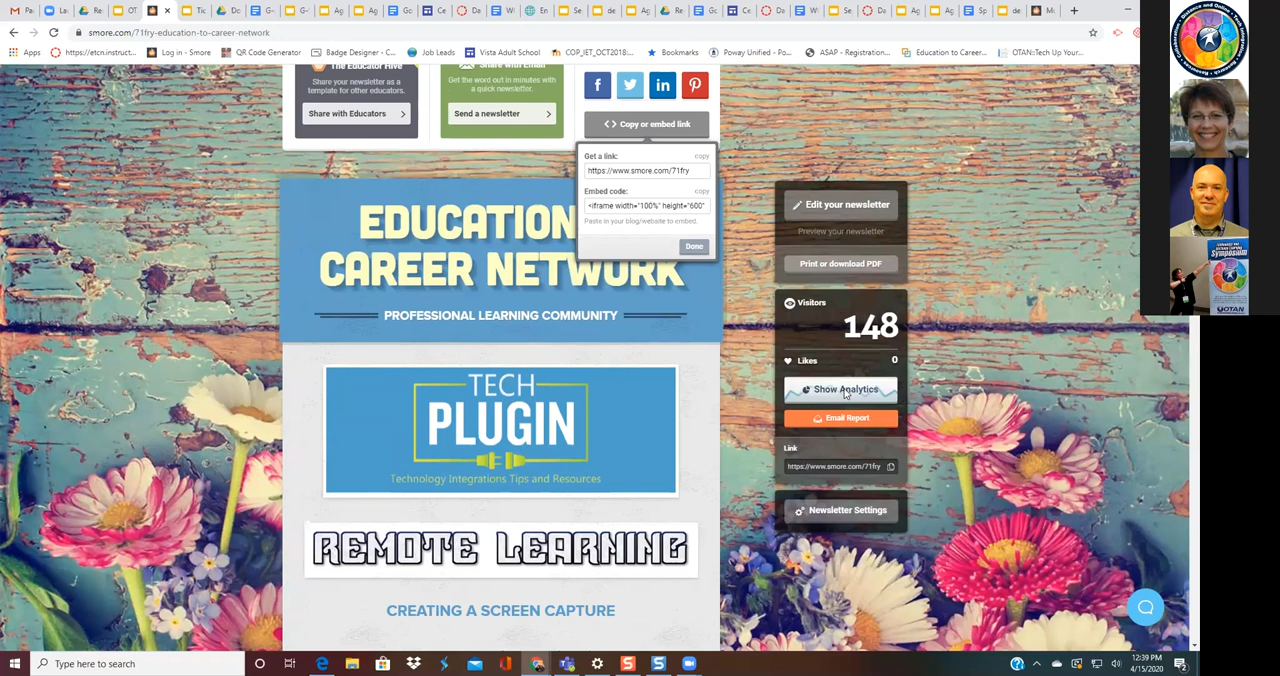 smore.com/71fry-education-to-career-network
Apps
https://etcn.instruct...
Log in - Smore
QR Code Generator
Badge Designer - C...
Job Leads
Vista Adult School
COP_IET_OCT2018:...
Bookmarks
Poway Unified - Po...
ASAP - Registration...
Education to Career...
OTAN::Tech Up Your...
The Educator Hive
Share your newsletter as a
template for other educators.
Share with Educators
Share with Email
Get the word out in minutes with
a quick newsletter.
Send a newsletter
Copy or embed link
Get a link:
copy
https://www.smore.com/71fry
Embed code:
copy
<iframe width="100%" height="600"
Paste in your blog/website to embed.
Done
EDUCATION
CAREER NETWORK
PROFESSIONAL LEARNING COMMUNITY
TECH
PLUGIN
Technology Integrations Tips and Resources
REMOTE LEARNING
CREATING A SCREEN CAPTURE
Edit your newsletter
Preview your newsletter
Print or download PDF
Visitors
148
Likes
0
Show Analytics
Email Report
Link
https://www.smore.com/71fry
Newsletter Settings
Symposium
OTAN
Type here to search
12:39 PM
4/15/2020